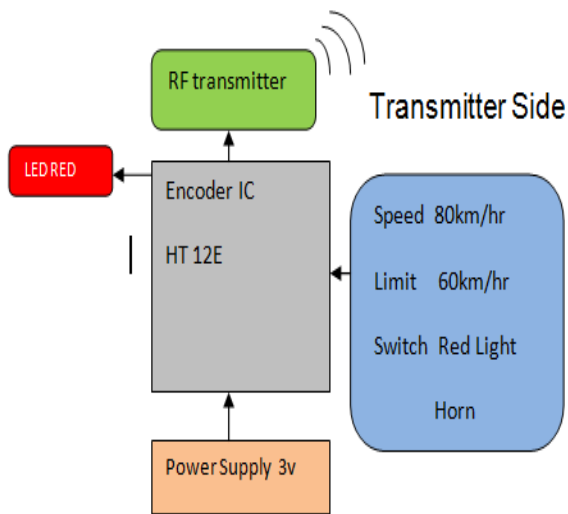 RF transmitter
Transmitter Side
LED RED
Encoder IC
HT 12E
Speed 80km/hr
Limit 60km/hr
Switch Red Light
Horn
Power Supply 3v